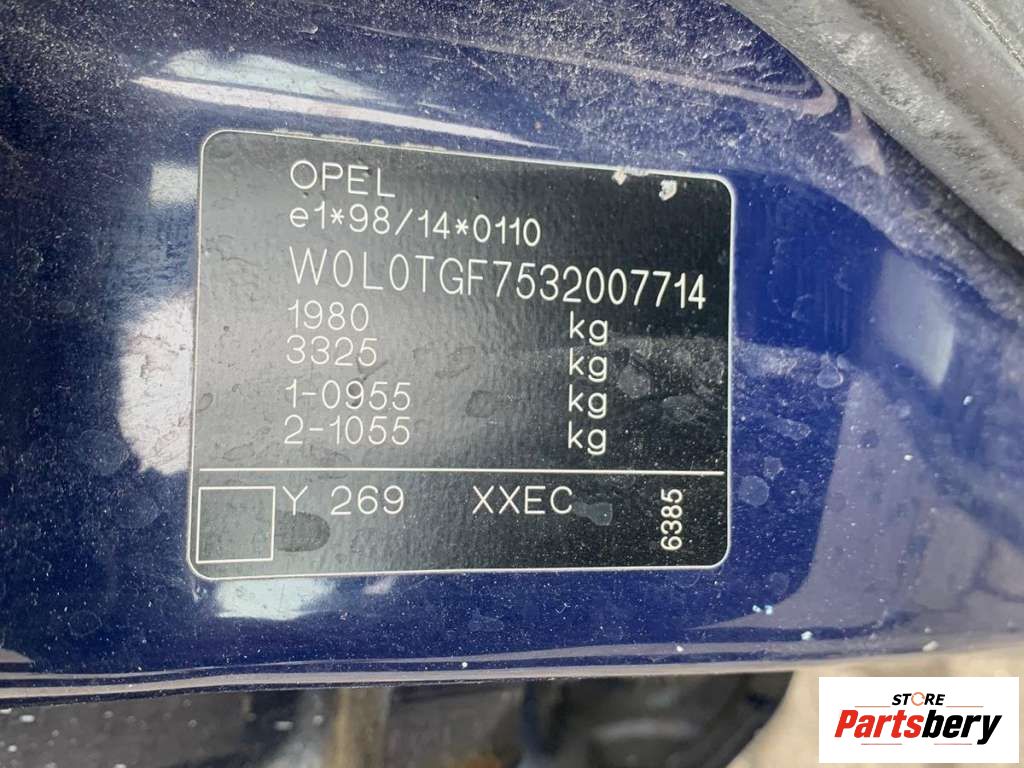 OPEL
e1*98/14*0110
W0L0TGF7532007714
1980 kg
3325 kg
1-0955 kg
2-1055 kg
Y 269 XXEC 6385
STORE
Partsbery